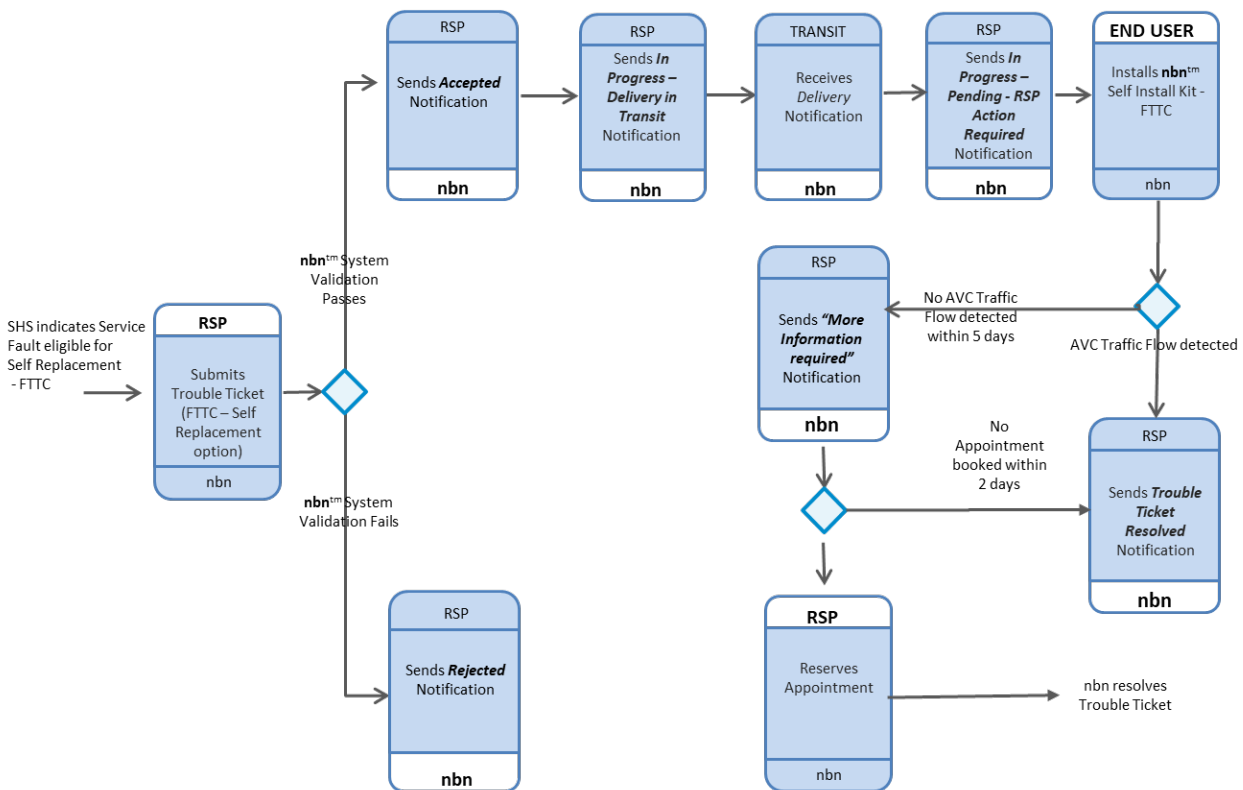 RSP
Sends Accepted
Notification
nbn
RSP
Sends In
Progress –
Delivery in
Transit
Notification
nbn
TRANSIT
Receives
Delivery
Notification
nbn
RSP
Sends In
Progress –
Pending - RSP
Action
Required
Notification
nbn
END USER
Installs nbn™
Self Install Kit -
FTTC
nbn
nbn™ System
Validation
Passes
SHS indicates Service
Fault eligible for
Self Replacement
- FTTC
RSP
Submits
Trouble Ticket
(FTTC – Self
Replacement
option)
nbn
nbn™ System
Validation Fails
RSP
Sends Rejected
Notification
nbn
AVC Traffic Flow detected
No AVC Traffic
Flow detected
within 5 days
RSP
Sends “More
Information
required”
Notification
nbn
No
Appointment
booked within
2 days
RSP
Sends Trouble
Ticket
Resolved
Notification
nbn
RSP
Reserves
Appointment
nbn
nbn resolves
Trouble Ticket